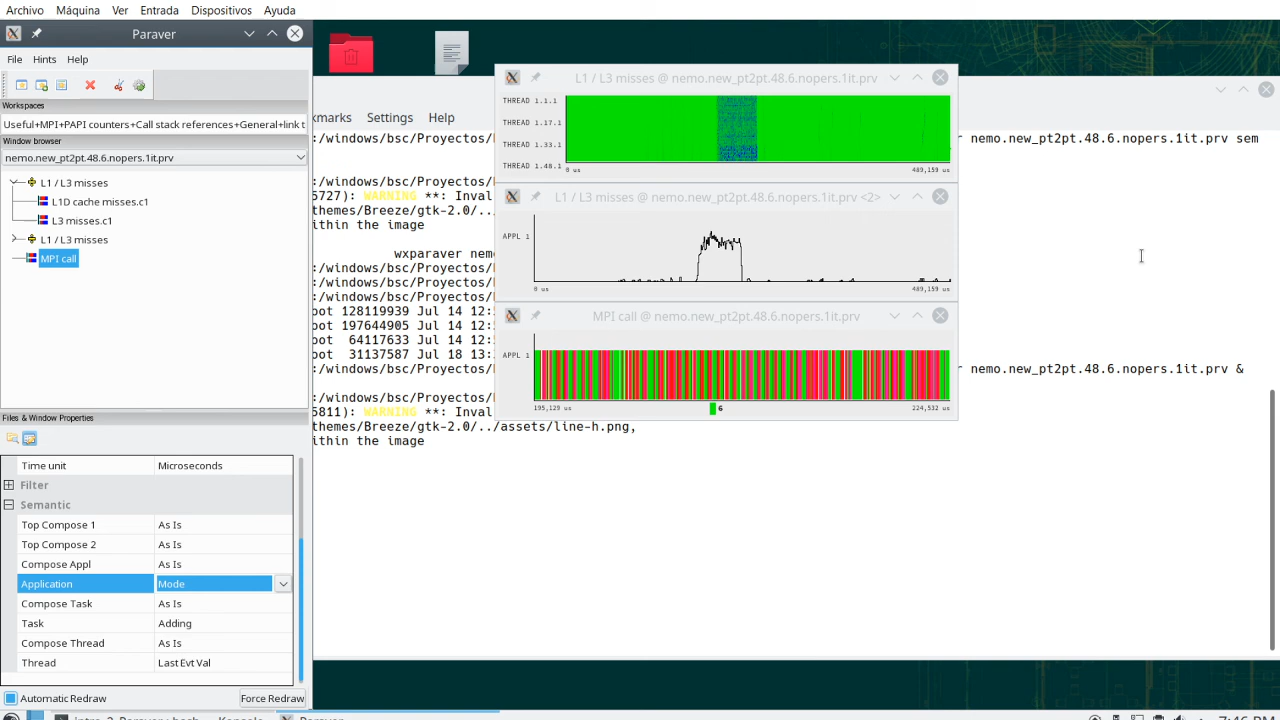 Archivo Máquina Ver Entrada Dispositivos Ayuda
Paraver
File Hints Help
Workspaces
Useful+MPI+PAPI counters+Call stack references+General+link t
Window browser
nemo.new_pt2pt.48.6.nopers.1it.prv
L1 / L3 misses
L1D cache misses.c1
L3 misses.c1
L1 / L3 misses
MPI call
Files & Window Properties
Time unit Microseconds
Filter
Semantic
Top Compose 1 As Is
Top Compose 2 As Is
Compose Appl As Is
Application Mode
Compose Task As Is
Task Adding
Compose Thread As Is
Thread Last Evt Val
Automatic Redraw Force Redraw
kmarks Settings Help
:/windows/bsc/Proyectos/ r nemo.new_pt2pt.48.6.nopers.1it.prv sem
:/windows/bsc/Proyectos/
5727): WARNING **: Inval
themes/Breeze/gtk-2.0/../
ithin the image
wxparaver nem
:/windows/bsc/Proyectos/
:/windows/bsc/Proyectos/
:/windows/bsc/Proyectos/
oot 128119939 Jul 14 12:
oot 197644905 Jul 14 12:
oot 64117633 Jul 14 12:
oot 31137587 Jul 18 13:
:/windows/bsc/Proyectos/ r nemo.new_pt2pt.48.6.nopers.1it.prv &
:/windows/bsc/Proyectos/
5811): WARNING **: Inval
themes/Breeze/gtk-2.0/../assets/line-h.png,
ithin the image
L1 / L3 misses @ nemo.new_pt2pt.48.6.nopers.1it.prv
THREAD 1.1.1
THREAD 1.17.1
THREAD 1.33.1
THREAD 1.48.1
0 us 489,159 us
L1 / L3 misses @ nemo.new_pt2pt.48.6.nopers.1it.prv <2>
APPL 1
0 us 489,159 us
MPI call @ nemo.new_pt2pt.48.6.nopers.1it.prv
APPL 1
195,129 us 6 224,532 us
7:46 PM